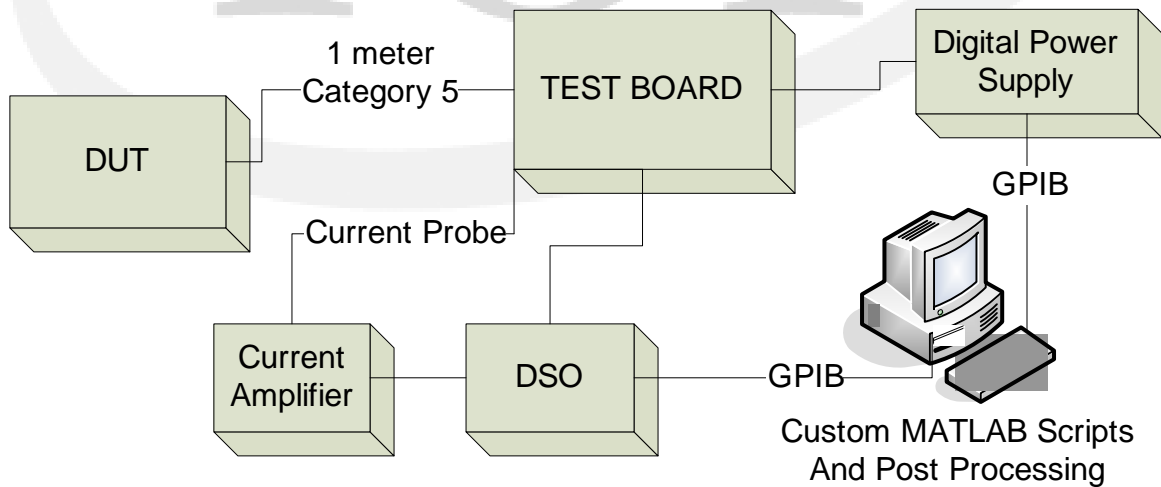 1 meter
Category 5
TEST BOARD
Digital Power
Supply
DUT
GPIB
Current Probe
Current
Amplifier
DSO
GPIB
Custom MATLAB Scripts
And Post Processing